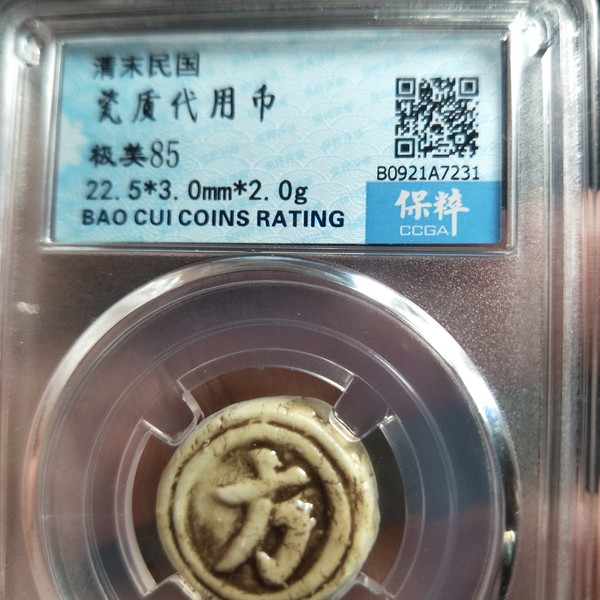 清末民国
瓷质代用币
极美85
B0921A7231
22.5*3.0mm*2.0g
BAO CUI COINS RATING
保粹
CCGA
方